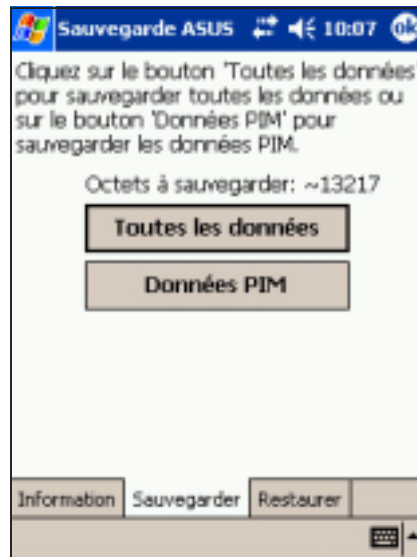 Sauvegarde ASUS 10:07 ok
Cliquez sur le bouton 'Toutes les données'
pour sauvegarder toutes les données ou
sur le bouton 'Données PIM' pour
sauvegarder les données PIM.
Octets à sauvegarder: ~13217
Toutes les données
Données PIM
Information Sauvegarder Restaurer